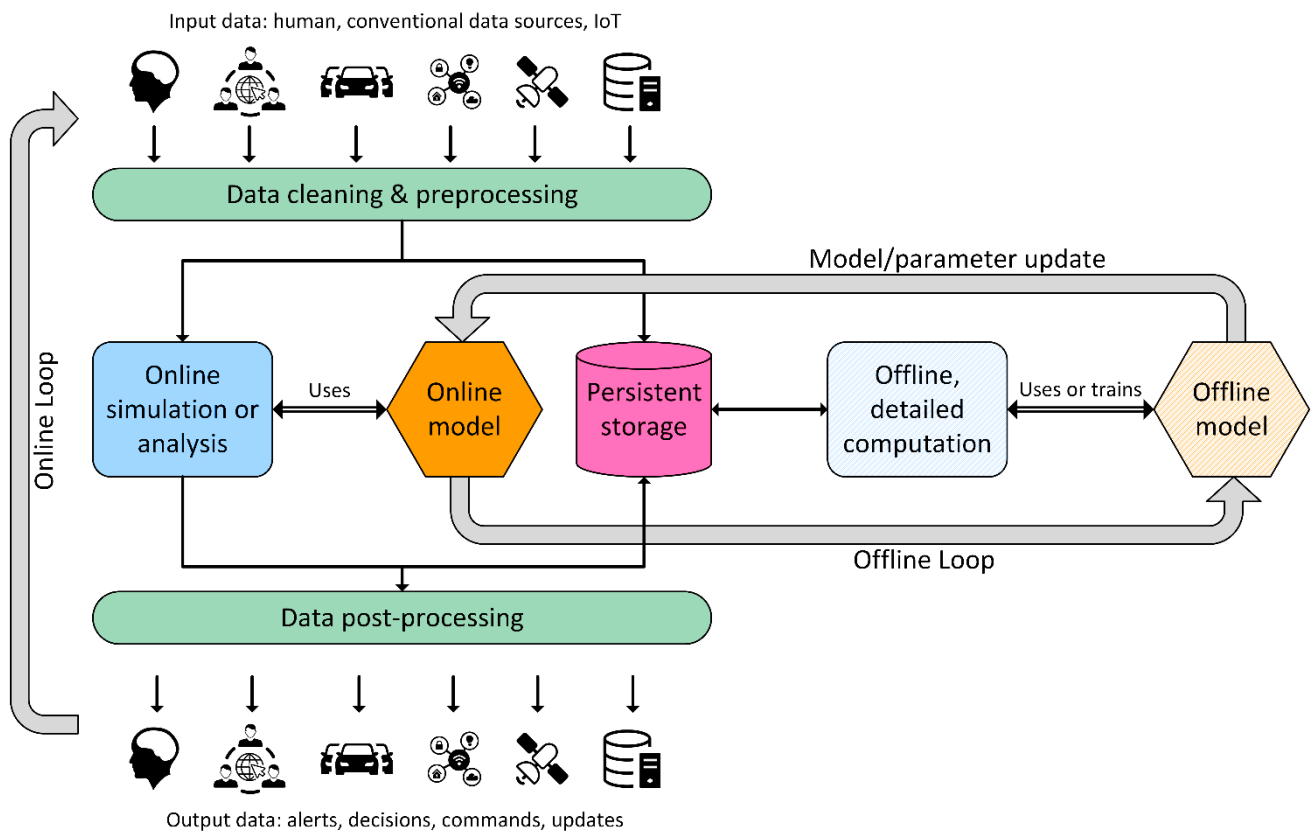 Input data: human, conventional data sources, IoT
Data cleaning & preprocessing
Model/parameter update
Online Loop
Online
simulation or
analysis
Uses
Online
model
Persistent
storage
Offline,
detailed
computation
Uses or trains
Offline
model
Offline Loop
Data post-processing
Output data: alerts, decisions, commands, updates